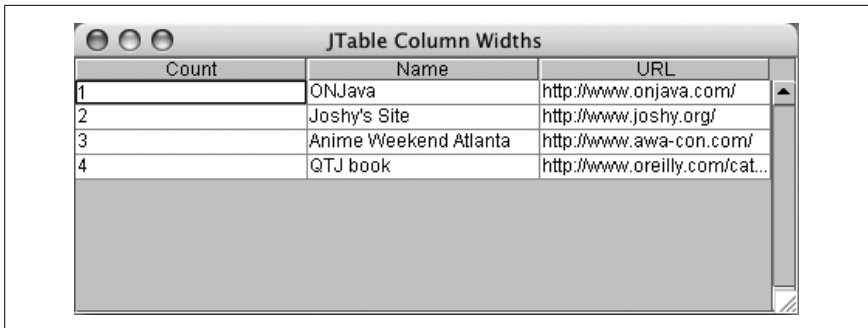 JTable Column Widths
Count Name URL
1 ONJava http://www.onjava.com/
2 Joshy's Site http://www.joshy.org/
3 Anime Weekend Atlanta http://www.awa-con.com/
4 QTJ book http://www.oreilly.com/cat...